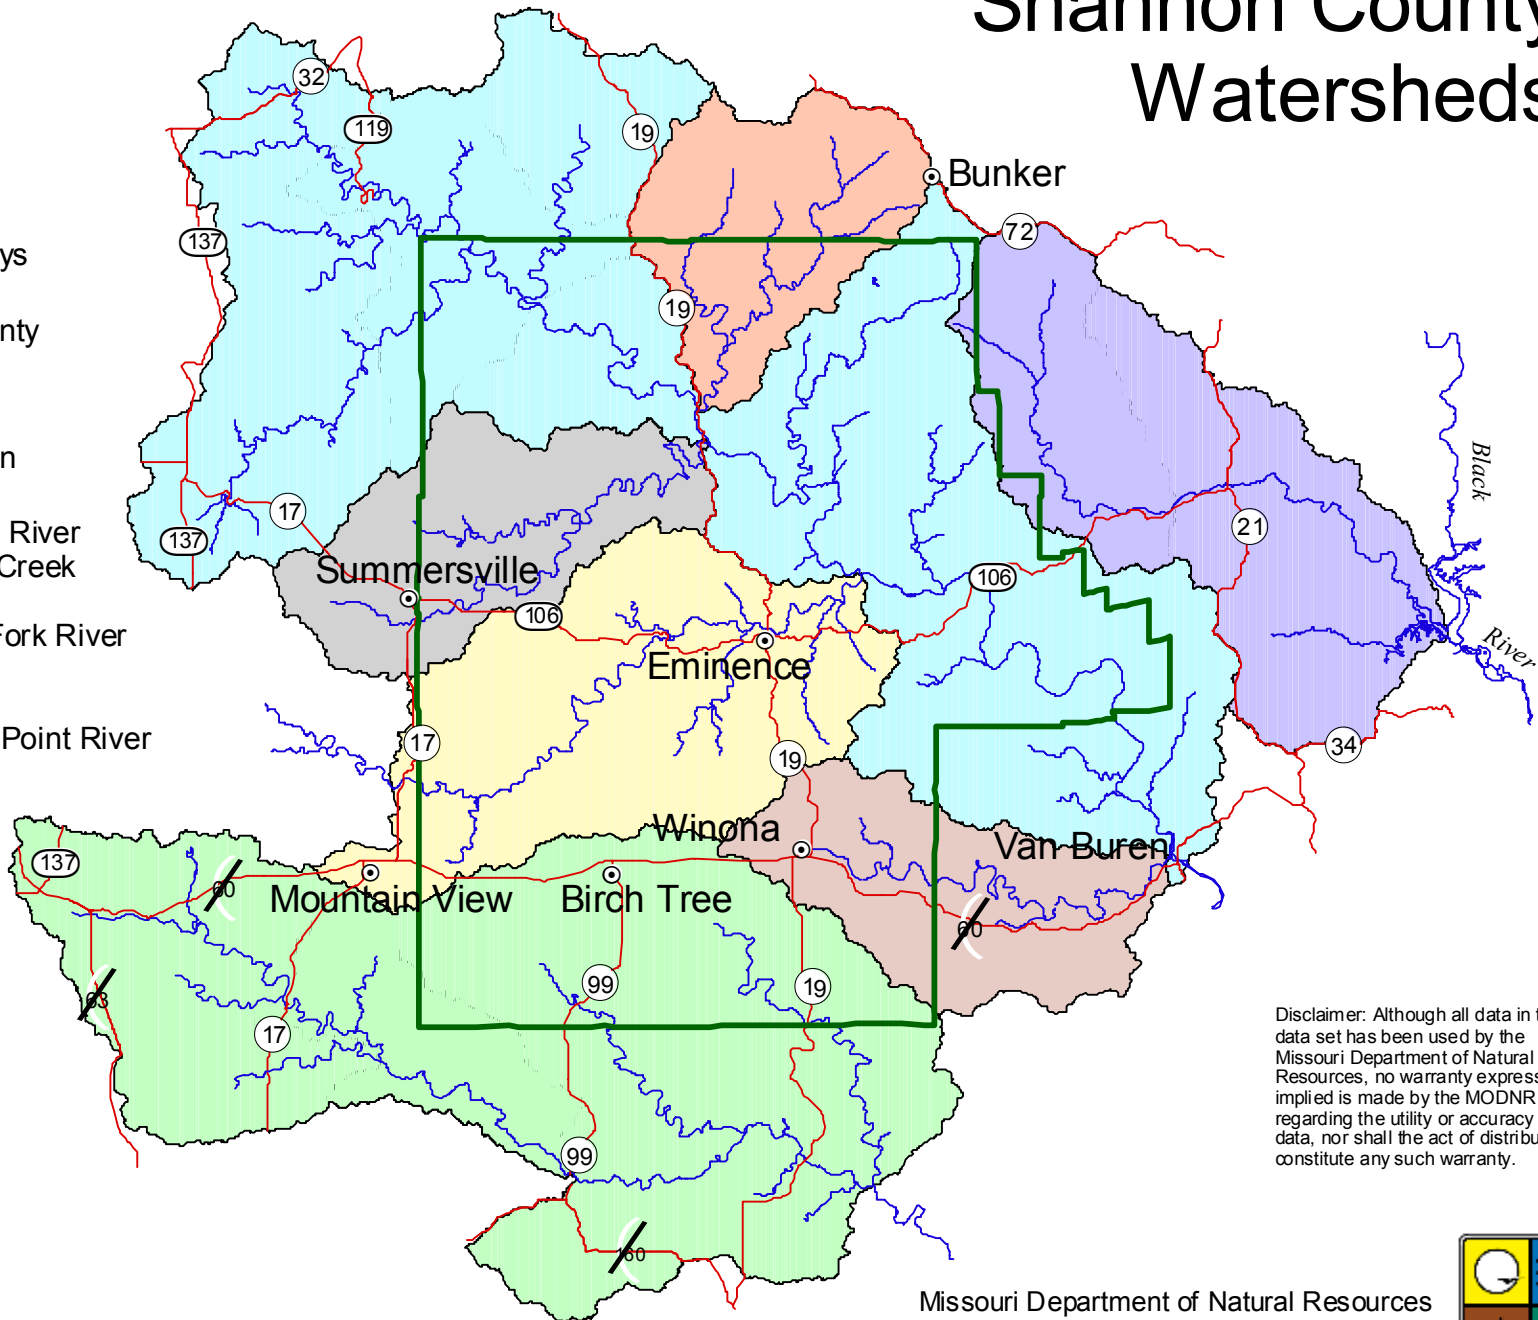 Shannon County
Watersheds
32
119
19
Bunker
72
137
ys
nty
19
n
Black
17
21
River
137
Creek
Summersville
106
106
Fork River
River
Eminence
Point River
17
19
34
Winona
Van Buren
137
60
Mountain View
Birch Tree
60
63
99
19
17
Disclaimer: Although all data in t
data set has been used by the
Missouri Department of Natural
Resources, no warranty express
implied is made by the MODNR
regarding the utility or accuracy
data, nor shall the act of distribu
constitute any such warranty.
99
160
Missouri Department of Natural Resources